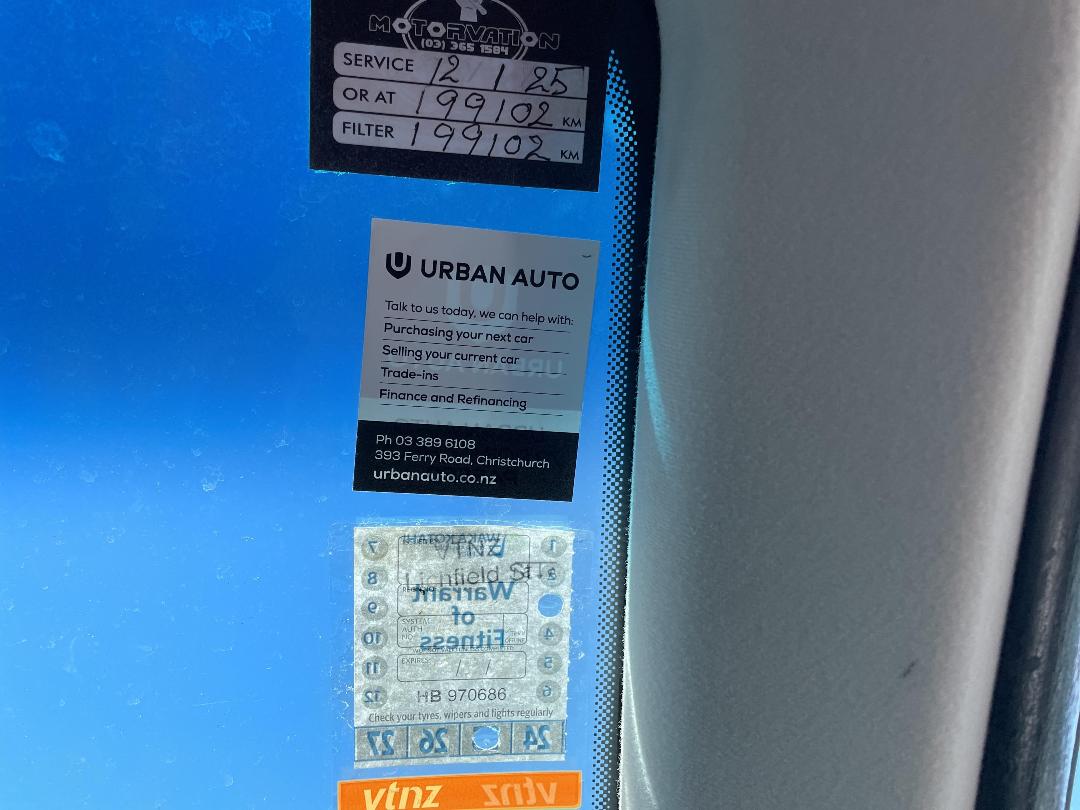 MOTORVATION
(03) 365 1584
SERVICE 12 / 1 / 25
OR AT 199102 KM
FILTER 199102 KM
URBAN AUTO
Talk to us today, we can help with:
Purchasing your next car
Selling your current car
Trade-ins
Finance and Refinancing
Ph 03 389 6108
393 Ferry Road, Christchurch
urbanauto.co.nz
VTNZ
Lichfield St
7 1
8 2
Warrant
9
of
10 4
Fitness
11 EXPIRES: / / 5
12 HB 970686 6
Check your tyres, wipers and lights regularly
27 26 24
vtnz vtnz